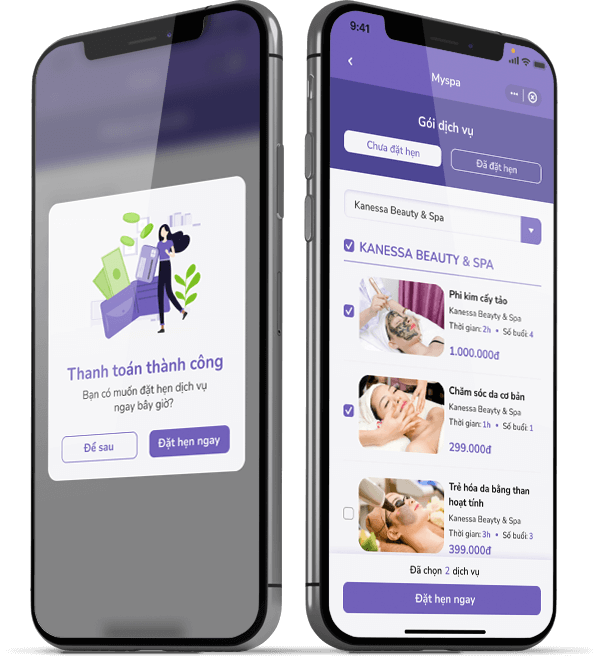 Thanh toán thành công
Bạn có muốn đặt hẹn dịch vụ
ngay bây giờ?
Để sau
Đặt hẹn ngay
9:41
Myspa
Gói dịch vụ
Chưa đặt hẹn
Đã đặt hẹn
Kanessa Beauty & Spa
KANESSA BEAUTY & SPA
Phi kim cấy tảo
Kanessa Beayty & Spa
Thời gian: 2h • Số buổi: 4
1.000.000đ
Chăm sóc da cơ bản
Kanessa Beayty & Spa
Thời gian: 1h • Số buổi: 1
299.000đ
Trẻ hóa da bằng than
hoạt tính
Kanessa Beayty & Spa
Thời gian: 3h • Số buổi: 3
399.000đ
Đã chọn 2 dịch vụ
Đặt hẹn ngay